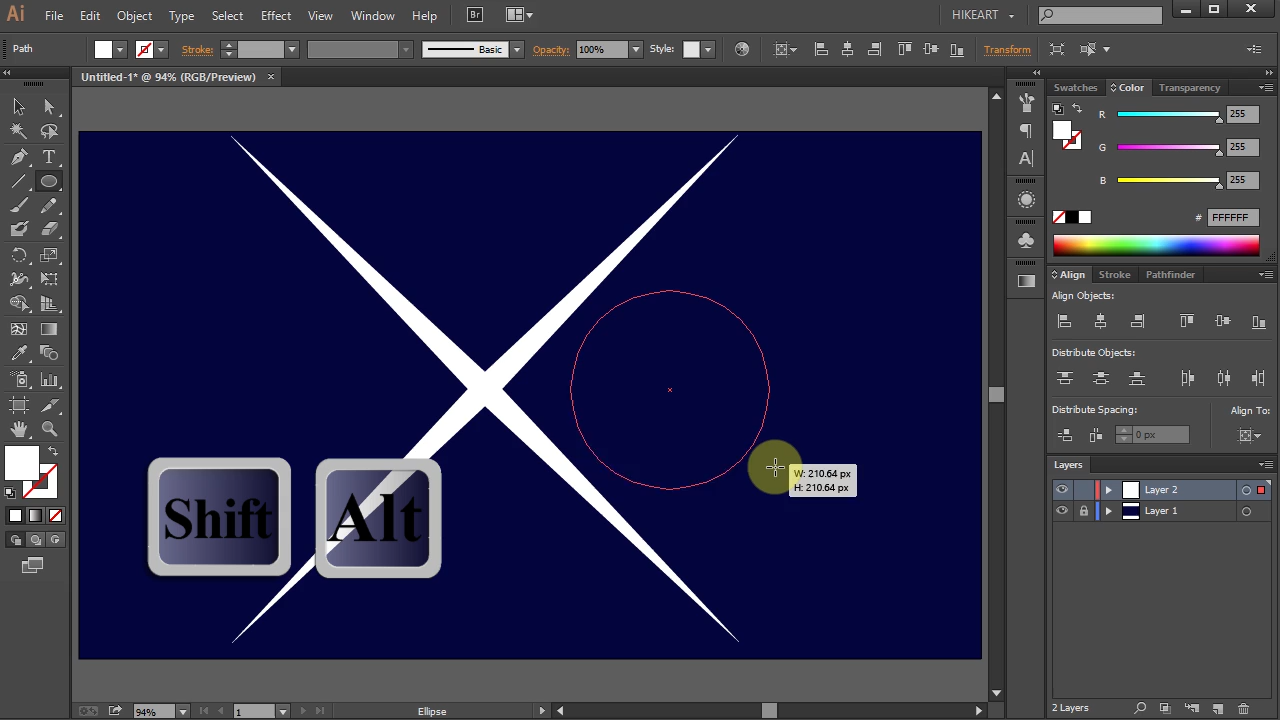 Ai File Edit Object Type Select Effect View Window Help Br HIKEART
Path Stroke: Basic Opacity: 100% Style: Transform
Untitled-1* @ 94% (RGB/Preview) ×
Swatches Color Transparency
R 255
G 255
B 255
# FFFFFF
Align Stroke Pathfinder
Align Objects:
Distribute Objects:
Distribute Spacing: Align To:
0 px
Layers
Layer 2
Layer 1
W: 210.64 px
H: 210.64 px
Shift Alt
94% 1 Ellipse
2 Layers